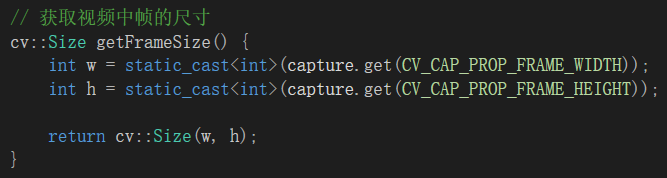 // 获取视频中帧的尺寸
cv::Size getFrameSize() {
    int w = static_cast<int>(capture.get(CV_CAP_PROP_FRAME_WIDTH));
    int h = static_cast<int>(capture.get(CV_CAP_PROP_FRAME_HEIGHT));

    return cv::Size(w, h);
}